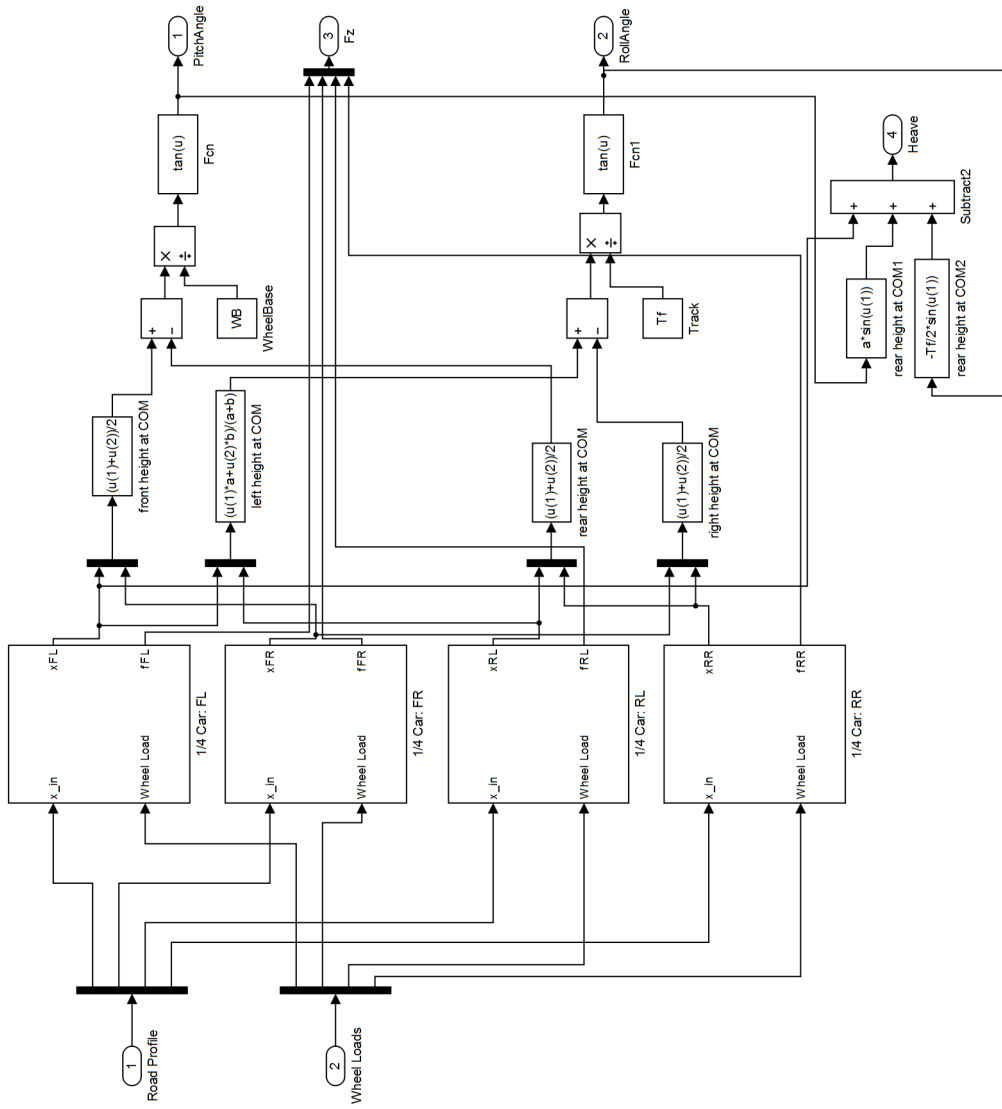 1
Road Profile
2
Wheel Loads
x_in
xFL
Wheel Load
fFL
1/4 Car: FL
x_in
xFR
Wheel Load
fFR
1/4 Car: FR
x_in
xRL
Wheel Load
fRL
1/4 Car: RL
x_in
xRR
Wheel Load
fRR
1/4 Car: RR
(u(1)+u(2))/2
front height at COM
(u(1)*a+u(2)*b)/(a+b)
left height at COM
(u(1)+u(2))/2
rear height at COM
(u(1)+u(2))/2
right height at COM
+
−
WB
WheelBase
×
÷
tan(u)
Fcn
1
PitchAngle
3
Fz
+
−
Tf
Track
×
÷
tan(u)
Fcn1
2
RollAngle
a*sin(u(1))
rear height at COM1
-Tf/2*sin(u(1))
rear height at COM2
+
+
+
Subtract2
4
Heave